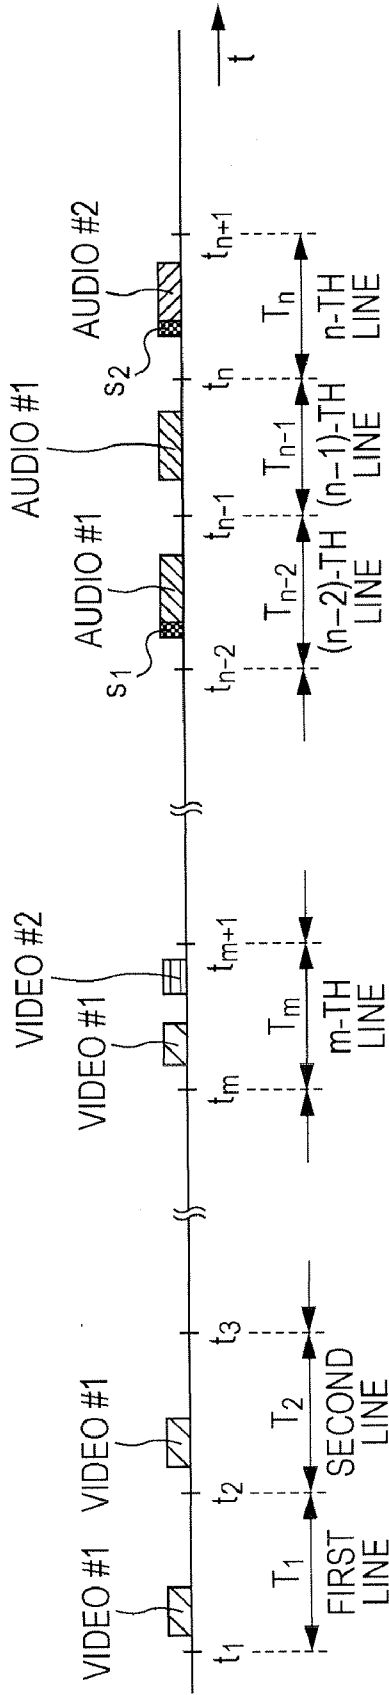 VIDEO #1 VIDEO #1 VIDEO #1 VIDEO #2 AUDIO #1 AUDIO #1 AUDIO #2
s1 s2
t1 t2 t3 tm tm+1 tn-2 tn-1 tn tn+1 t
T1 T2 Tm Tn-2 Tn-1 Tn
FIRST SECOND m-TH (n-2)-TH (n-1)-TH n-TH
LINE LINE LINE LINE LINE LINE